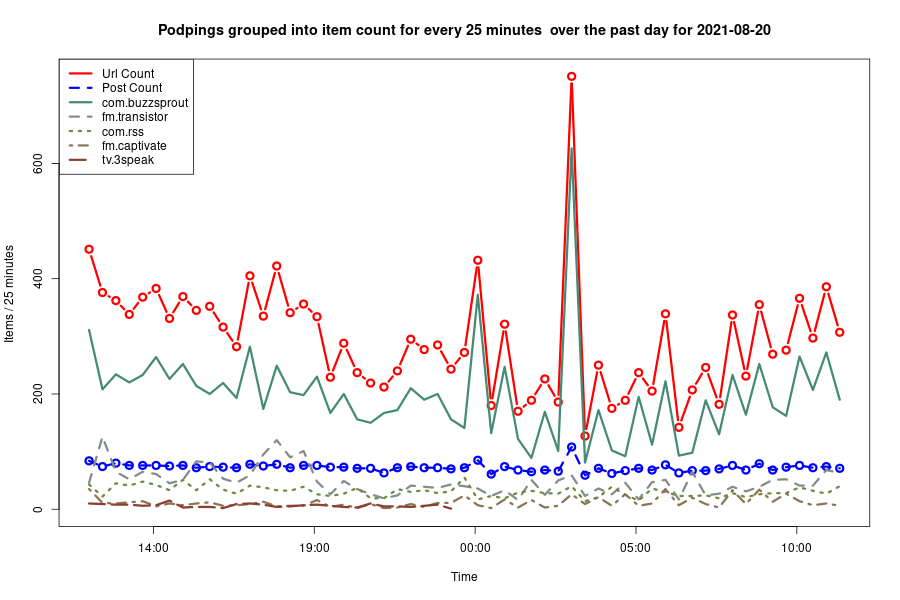 Podpings grouped into item count for every 25 minutes  over the past day for 2021-08-20
Url Count
Post Count
com.buzzsprout
fm.transistor
com.rss
fm.captivate
tv.3speak
Items / 25 minutes
600
400
200
0
14:00 19:00 00:00 05:00 10:00
Time